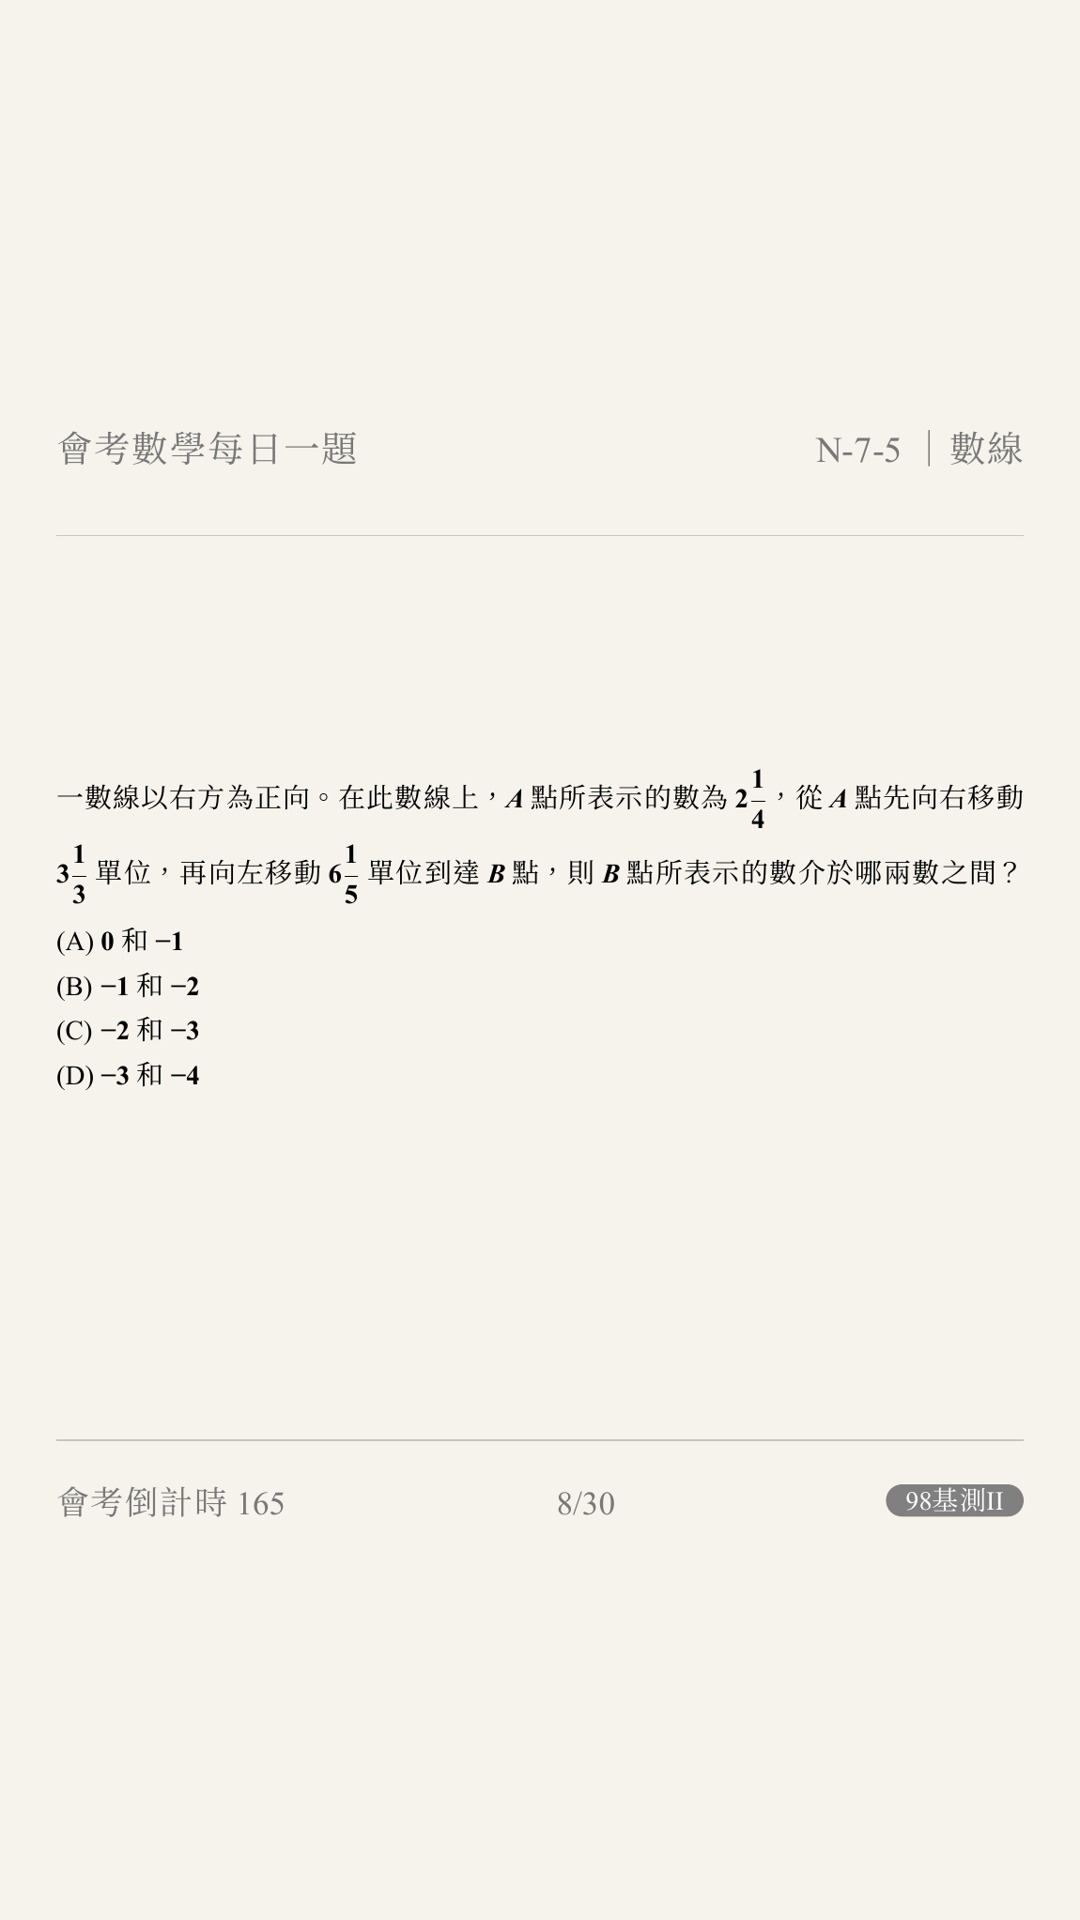 會考數學每日一題
N-7-5｜數線
一數線以右方為正向。在此數線上，A 點所表示的數為 2 1/4，從 A 點先向右移動
3 1/3 單位，再向左移動 6 1/5 單位到達 B 點，則 B 點所表示的數介於哪兩數之間？
(A) 0 和 −1
(B) −1 和 −2
(C) −2 和 −3
(D) −3 和 −4
會考倒計時 165
8/30
98基測II